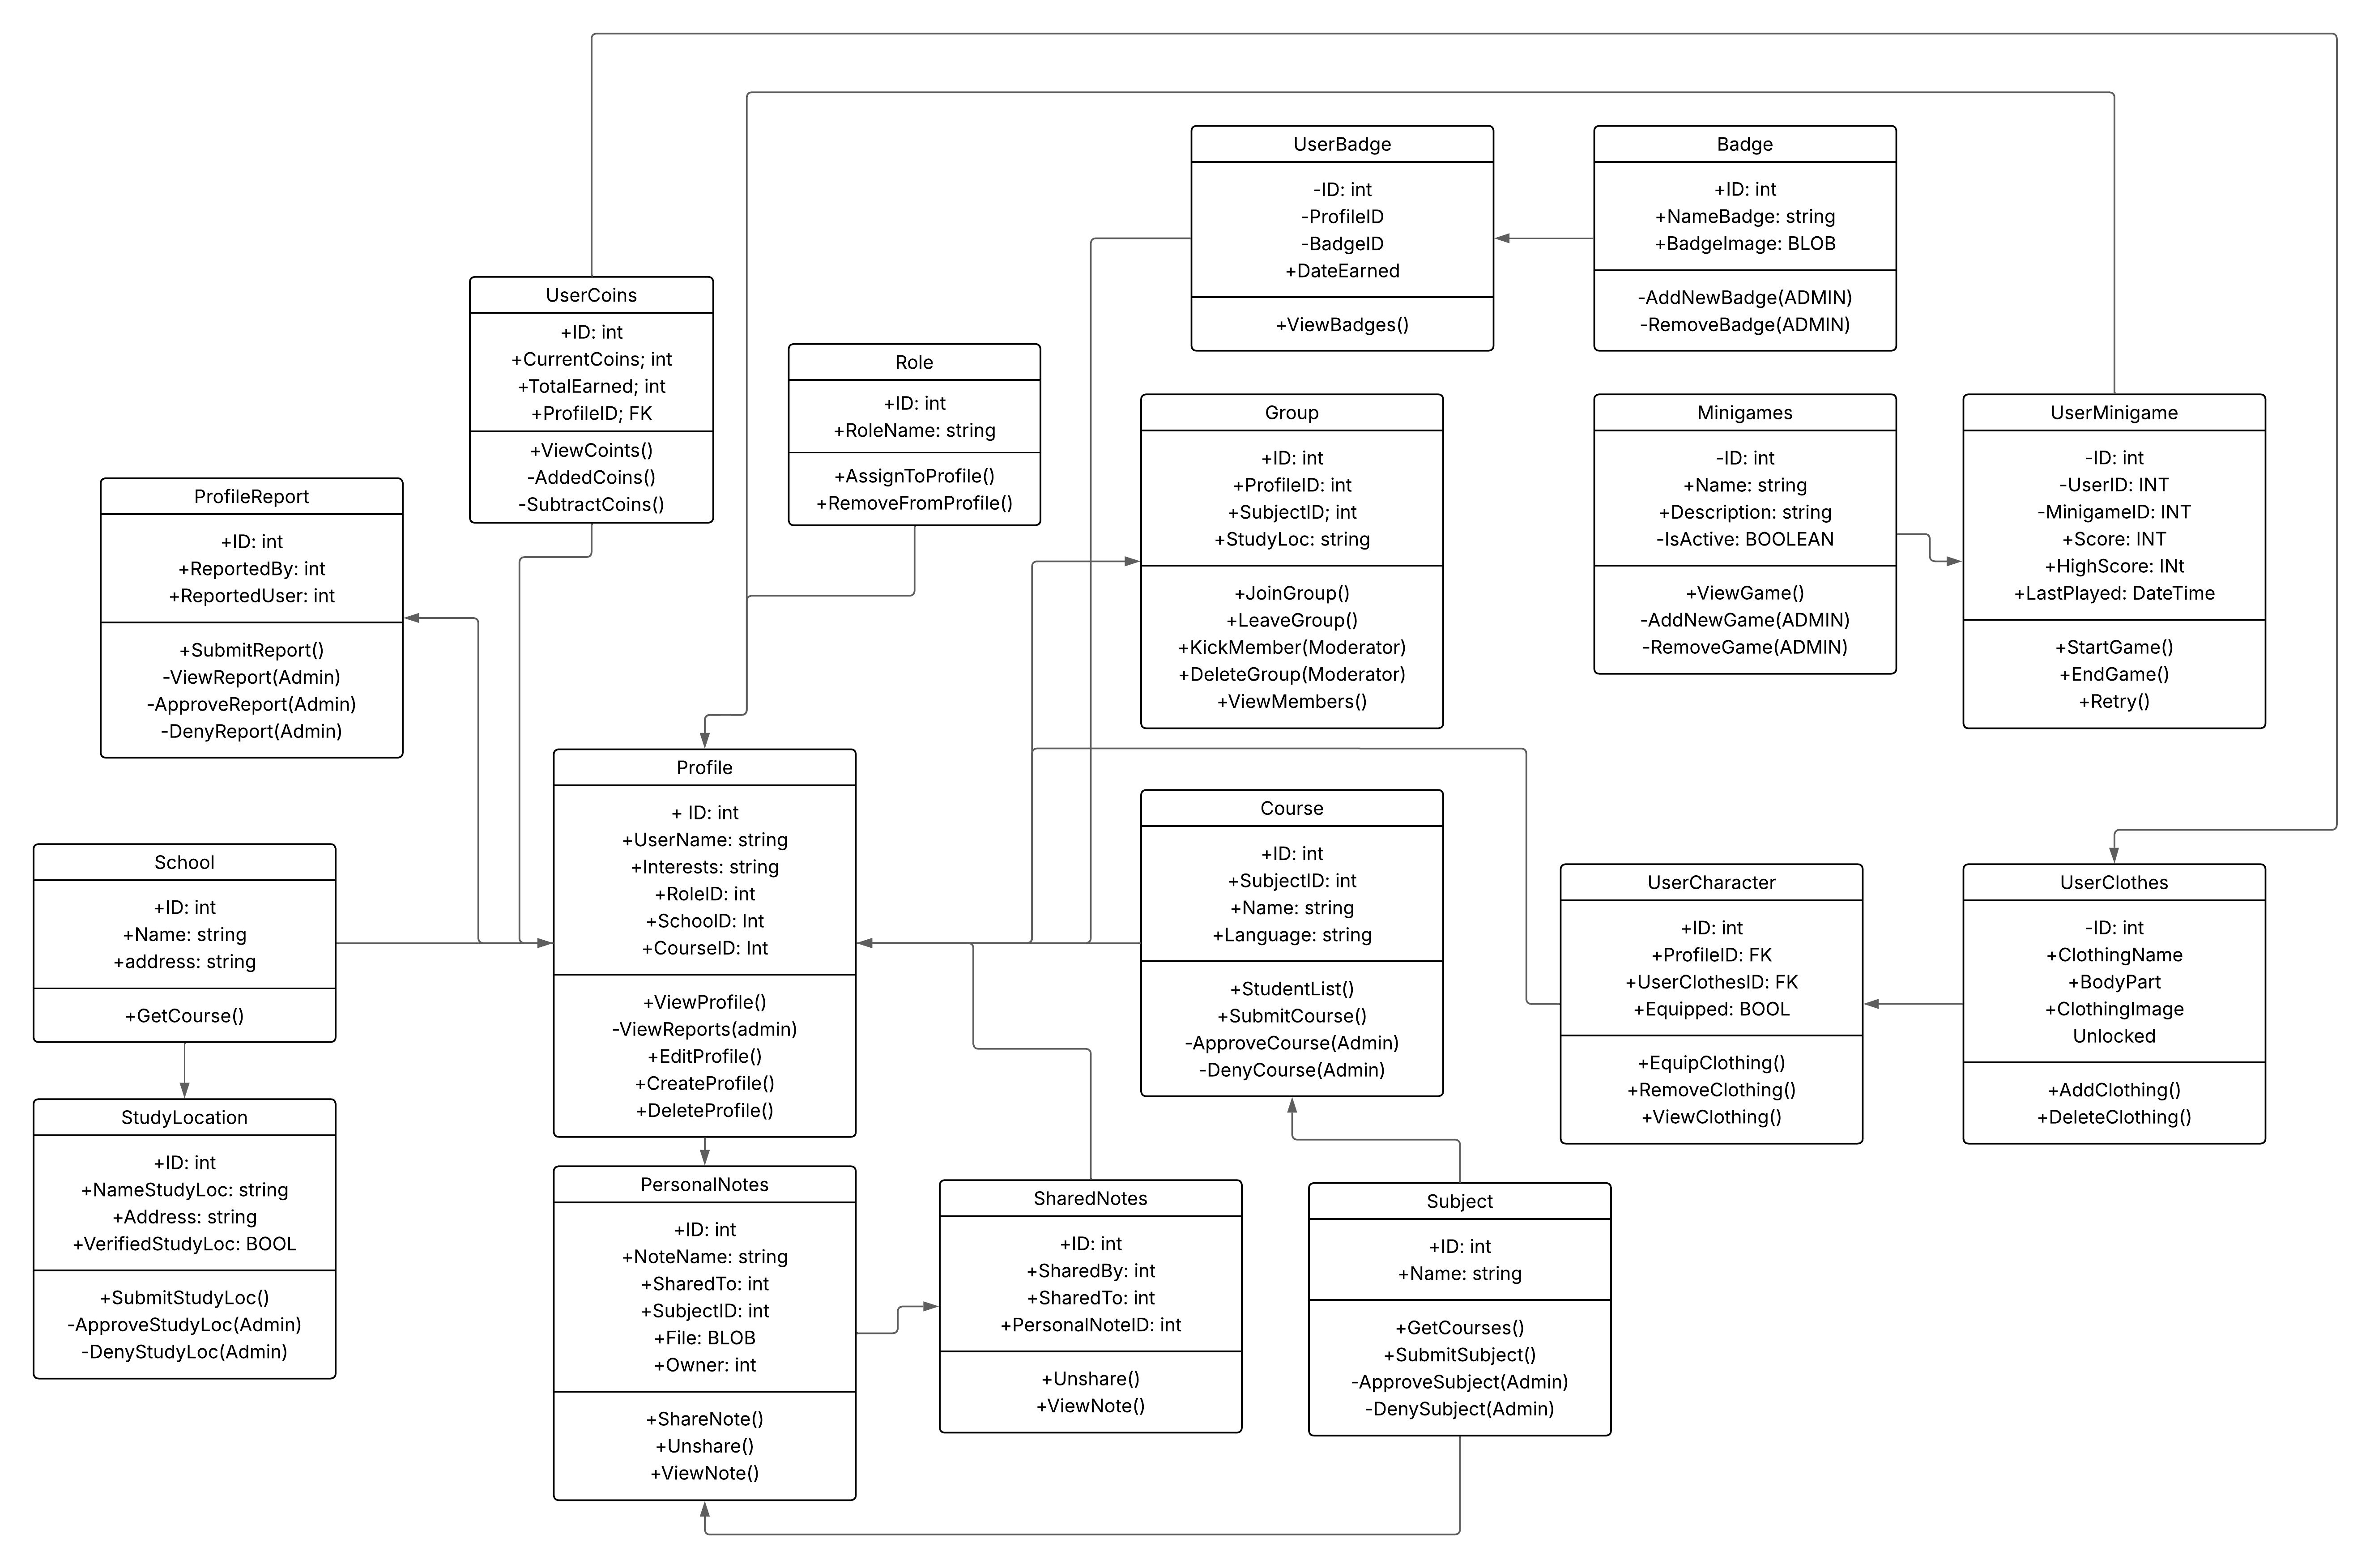 UserBadge
-ID: int
-ProfileID
-BadgeID
+DateEarned
+ViewBadges()
Badge
+ID: int
+NameBadge: string
+BadgeImage: BLOB
-AddNewBadge(ADMIN)
-RemoveBadge(ADMIN)
UserCoins
+ID: int
+CurrentCoins; int
+TotalEarned; int
+ProfileID; FK
+ViewCoints()
-AddedCoins()
-SubtractCoins()
Role
+ID: int
+RoleName: string
+AssignToProfile()
+RemoveFromProfile()
Group
+ID: int
+ProfileID: int
+SubjectID; int
+StudyLoc: string
+JoinGroup()
+LeaveGroup()
+KickMember(Moderator)
+DeleteGroup(Moderator)
+ViewMembers()
Minigames
-ID: int
+Name: string
+Description: string
-IsActive: BOOLEAN
+ViewGame()
-AddNewGame(ADMIN)
-RemoveGame(ADMIN)
UserMinigame
-ID: int
-UserID: INT
-MinigameID: INT
+Score: INT
+HighScore: INt
+LastPlayed: DateTime
+StartGame()
+EndGame()
+Retry()
ProfileReport
+ID: int
+ReportedBy: int
+ReportedUser: int
+SubmitReport()
-ViewReport(Admin)
-ApproveReport(Admin)
-DenyReport(Admin)
Profile
+ ID: int
+UserName: string
+Interests: string
+RoleID: int
+SchoolD: Int
+CourseID: Int
+ViewProfile()
-ViewReports(admin)
+EditProfile()
+CreateProfile()
+DeleteProfile()
Course
+ID: int
+SubjectID: int
+Name: string
+Language: string
+StudentList()
+SubmitCourse()
-ApproveCourse(Admin)
-DenyCourse(Admin)
School
+ID: int
+Name: string
+address: string
+GetCourse()
UserCharacter
+ID: int
+ProfileID: FK
+UserClothesID: FK
+Equipped: BOOL
+EquipClothing()
+RemoveClothing()
+ViewClothing()
UserClothes
-ID: int
+ClothingName
+BodyPart
+ClothingImage
Unlocked
+AddClothing()
+DeleteClothing()
StudyLocation
+ID: int
+NameStudyLoc: string
+Address: string
+VerifiedStudyLoc: BOOL
+SubmitStudyLoc()
-ApproveStudyLoc(Admin)
-DenyStudyLoc(Admin)
PersonalNotes
+ID: int
+NoteName: string
+SharedTo: int
+SubjectID: int
+File: BLOB
+Owner: int
+ShareNote()
+Unshare()
+ViewNote()
SharedNotes
+ID: int
+SharedBy: int
+SharedTo: int
+PersonalNoteID: int
+Unshare()
+ViewNote()
Subject
+ID: int
+Name: string
+GetCourses()
+SubmitSubject()
-ApproveSubject(Admin)
-DenySubject(Admin)